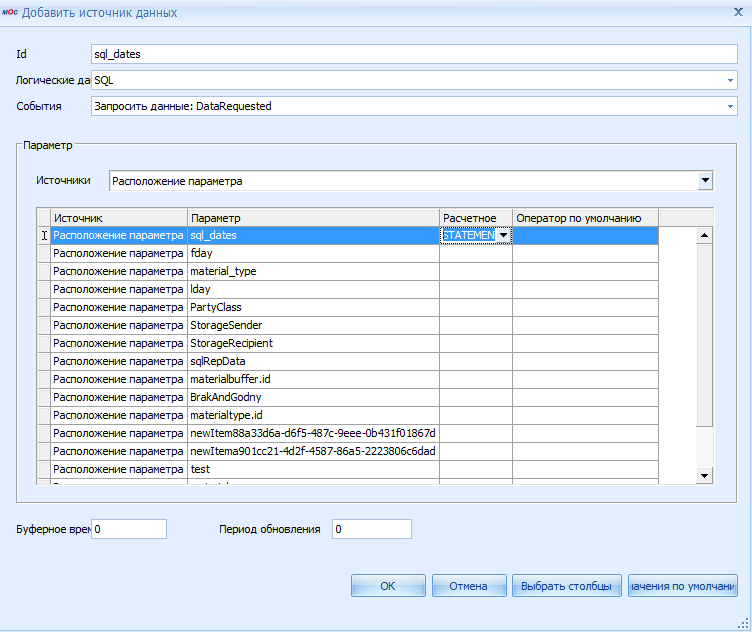 мос Добавить источник данных
Id sql_dates
Логические да SQL
События Запросить данные: DataRequested
Параметр
Источники Расположение параметра
Источник Параметр Расчетное Оператор по умолчанию
Расположение параметра sql_dates STATEMEN
Расположение параметра fday
Расположение параметра material_type
Расположение параметра lday
Расположение параметра PartyClass
Расположение параметра StorageSender
Расположение параметра StorageRecipient
Расположение параметра sqlRepData
Расположение параметра materialbuffer.id
Расположение параметра BrakAndGodny
Расположение параметра materialtype.id
Расположение параметра newItem88a33d6a-d6f5-487c-9eee-0b431f01867d
Расположение параметра newItema901cc21-4d2f-4587-86a5-2223806c6dad
Расположение параметра test
Буферное врем 0 Период обновления 0
ОК Отмена Выбрать столбцы начения по умолчани